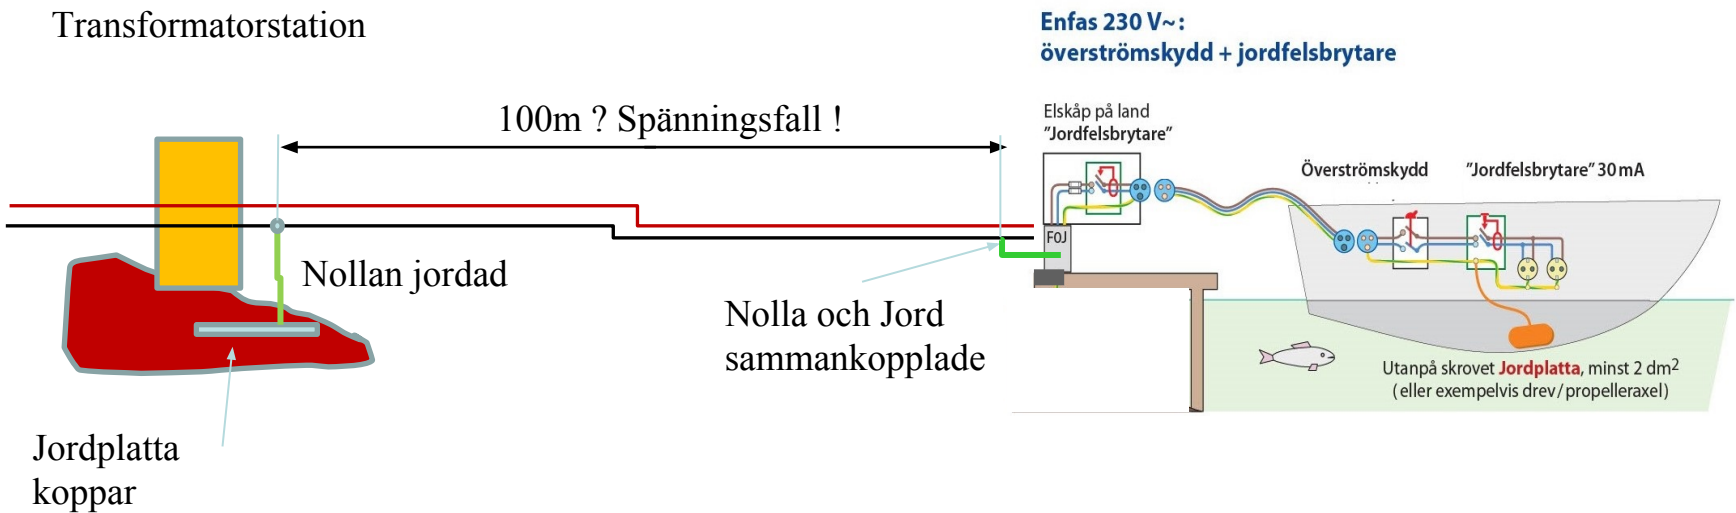 Transformatorstation
Enfas 230 V~:
överströmskydd + jordfelsbrytare
100m ? Spänningsfall !
Elskåp på land
"Jordfelsbrytare"
Överströmskydd
"Jordfelsbrytare" 30 mA
FOJ
Nollan jordad
Nolla och Jord
sammankopplade
Utanpå skrovet Jordplatta, minst 2 dm2
(eller exempelvis drev/propelleraxel)
Jordplatta
koppar